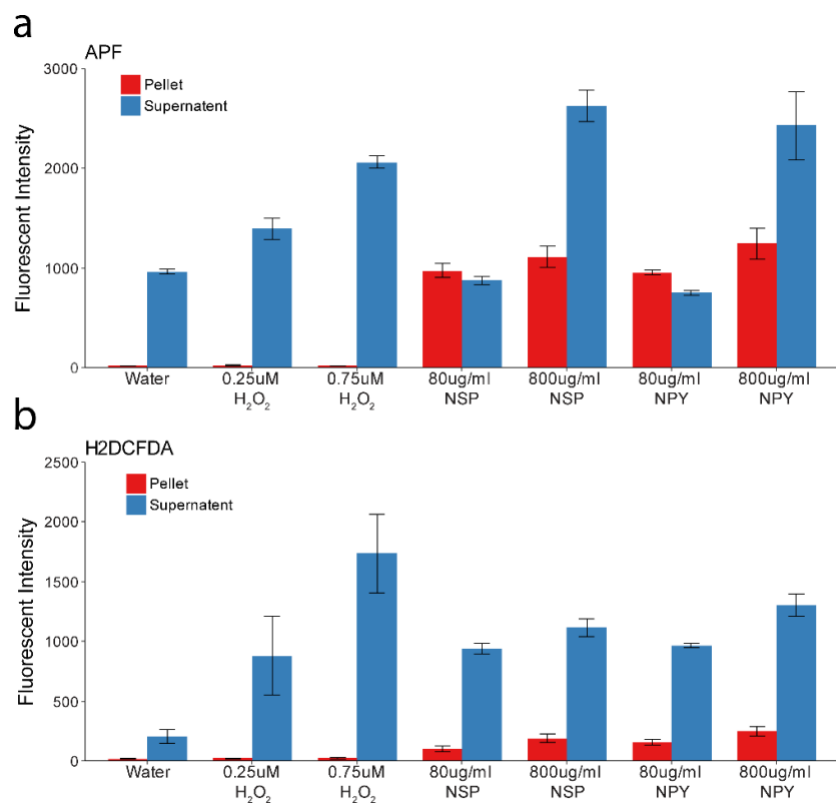 a
APF
3000
Pellet
Supernatent
2000
1000
0
Fluorescent Intensity
Water 0.25uM 0.75uM 80ug/ml 800ug/ml 80ug/ml 800ug/ml
H₂O₂ H₂O₂ NSP NSP NPY NPY
b
H2DCFDA
2500
Pellet
Supernatent
2000
1500
1000
500
0
Fluorescent Intensity
Water 0.25uM 0.75uM 80ug/ml 800ug/ml 80ug/ml 800ug/ml
H₂O₂ H₂O₂ NSP NSP NPY NPY